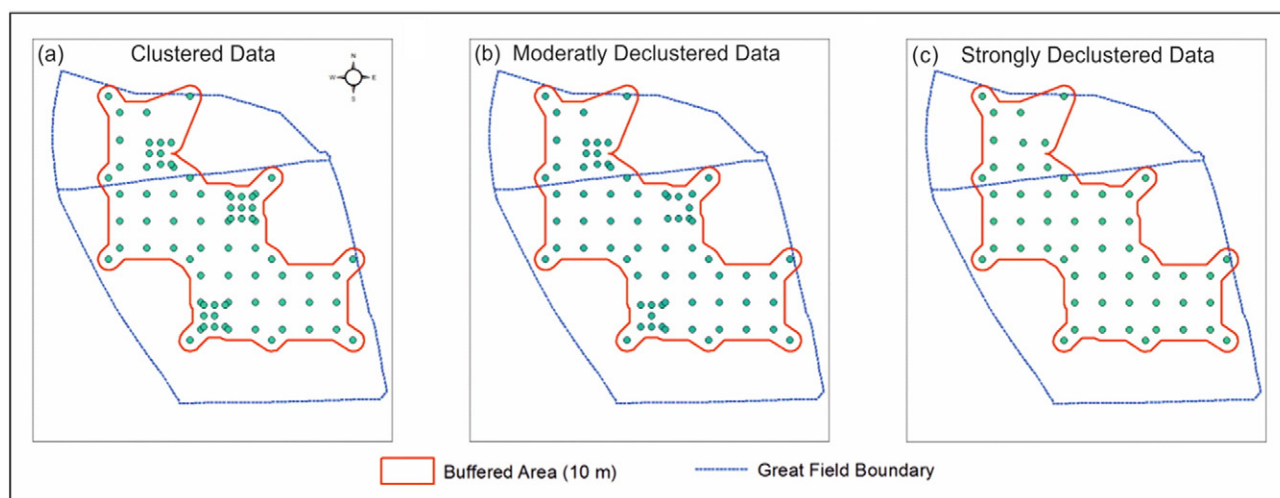 (a) Clustered Data
N
W E
S
(b) Moderatly Declustered Data
(c) Strongly Declustered Data
Buffered Area (10 m)
Great Field Boundary